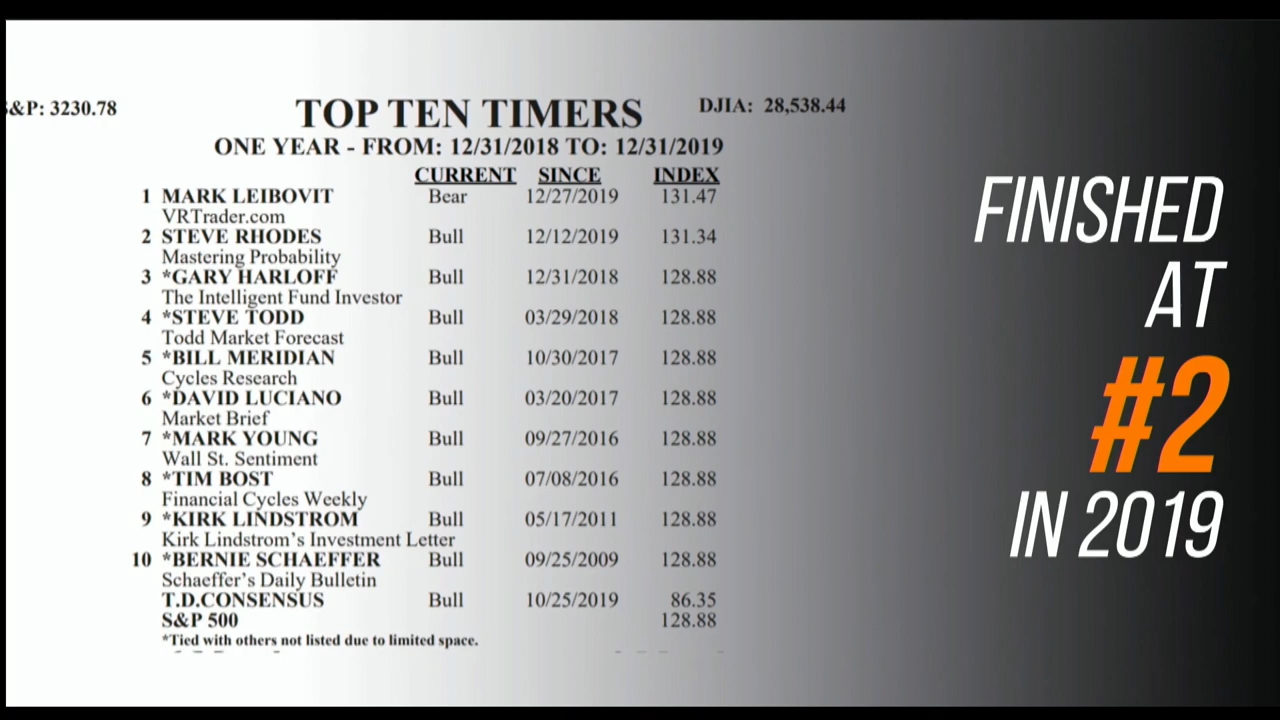 S&P: 3230.78 TOP TEN TIMERS DJIA: 28,538.44
ONE YEAR - FROM: 12/31/2018 TO: 12/31/2019
CURRENT SINCE INDEX
1 MARK LEIBOVIT Bear 12/27/2019 131.47
VRTrader.com
2 STEVE RHODES Bull 12/12/2019 131.34
Mastering Probability
3 *GARY HARLOFF Bull 12/31/2018 128.88
The Intelligent Fund Investor
4 *STEVE TODD Bull 03/29/2018 128.88
Todd Market Forecast
5 *BILL MERIDIAN Bull 10/30/2017 128.88
Cycles Research
6 *DAVID LUCIANO Bull 03/20/2017 128.88
Market Brief
7 *MARK YOUNG Bull 09/27/2016 128.88
Wall St. Sentiment
8 *TIM BOST Bull 07/08/2016 128.88
Financial Cycles Weekly
9 *KIRK LINDSTROM Bull 05/17/2011 128.88
Kirk Lindstrom's Investment Letter
10 *BERNIE SCHAEFFER Bull 09/25/2009 128.88
Schaeffer's Daily Bulletin
T.D.CONSENSUS Bull 10/25/2019 86.35
S&P 500 128.88
*Tied with others not listed due to limited space.
FINISHED
AT
#2
IN 2019